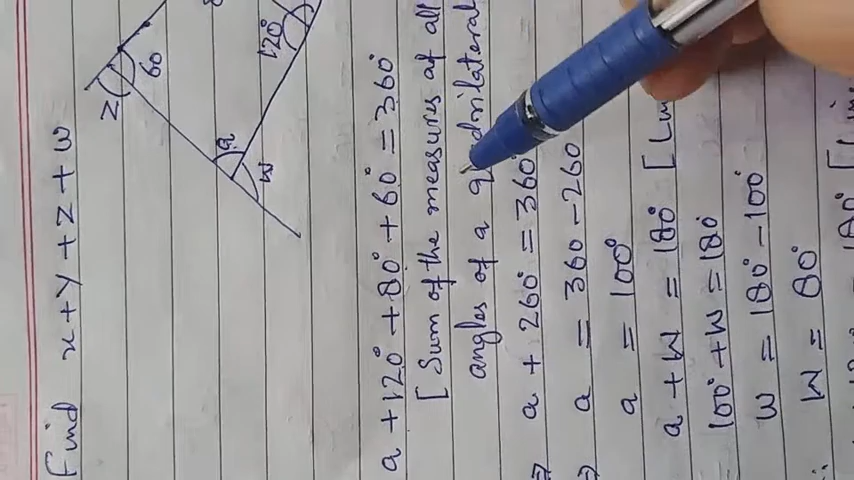 Find x + y + z + w
z
60
120°
a
w
a + 120° + 80° + 60° = 360°
[Sum of the measures of all
angles of a
⇒ a + 260° = 360°
⇒ a = 360 - 260
a = 100°
a + w = 180° [
100° + w = 180°
w = 180° - 100°
∴ w = 80°
180° [